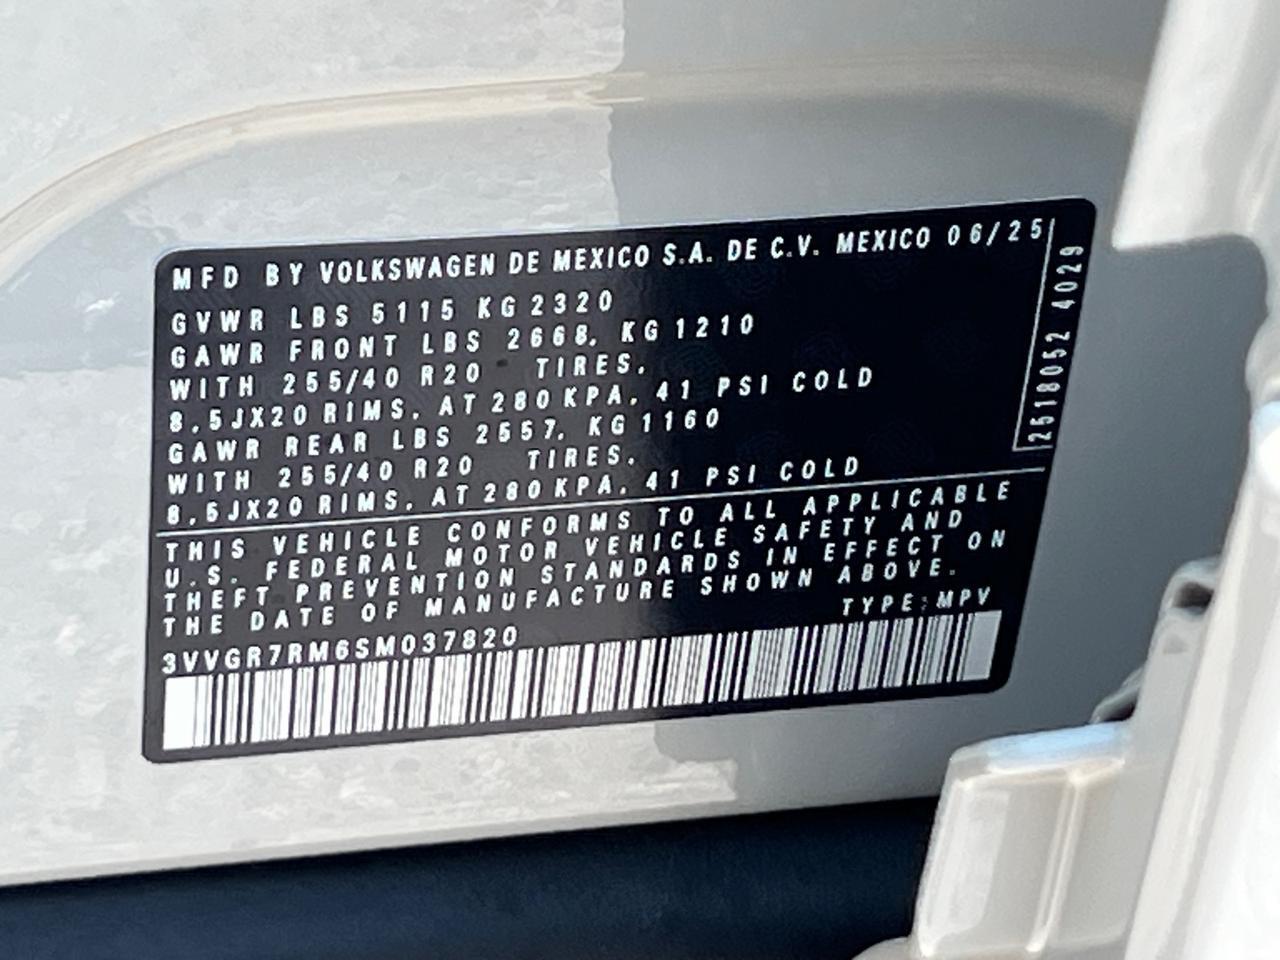 MFD BY VOLKSWAGEN DE MEXICO S.A. DE C.V. MEXICO 06/25
GVWR LBS 5115 KG 2320
GAWR FRONT LBS 2668. KG 1210
WITH 255/40 R20 TIRES.
8.5JX20 RIMS. AT 280 KPA. 41 PSI COLD
GAWR REAR LBS 2557. KG 1160
WITH 255/40 R20 TIRES.
8.5JX20 RIMS. AT 280 KPA. 41 PSI COLD
2518052 4029
THIS VEHICLE CONFORMS TO ALL APPLICABLE
U.S. FEDERAL MOTOR VEHICLE SAFETY AND
THEFT PREVENTION STANDARDS IN EFFECT ON
THE DATE OF MANUFACTURE SHOWN ABOVE.
TYPE: MPV
3VVGR7RM6SM037820